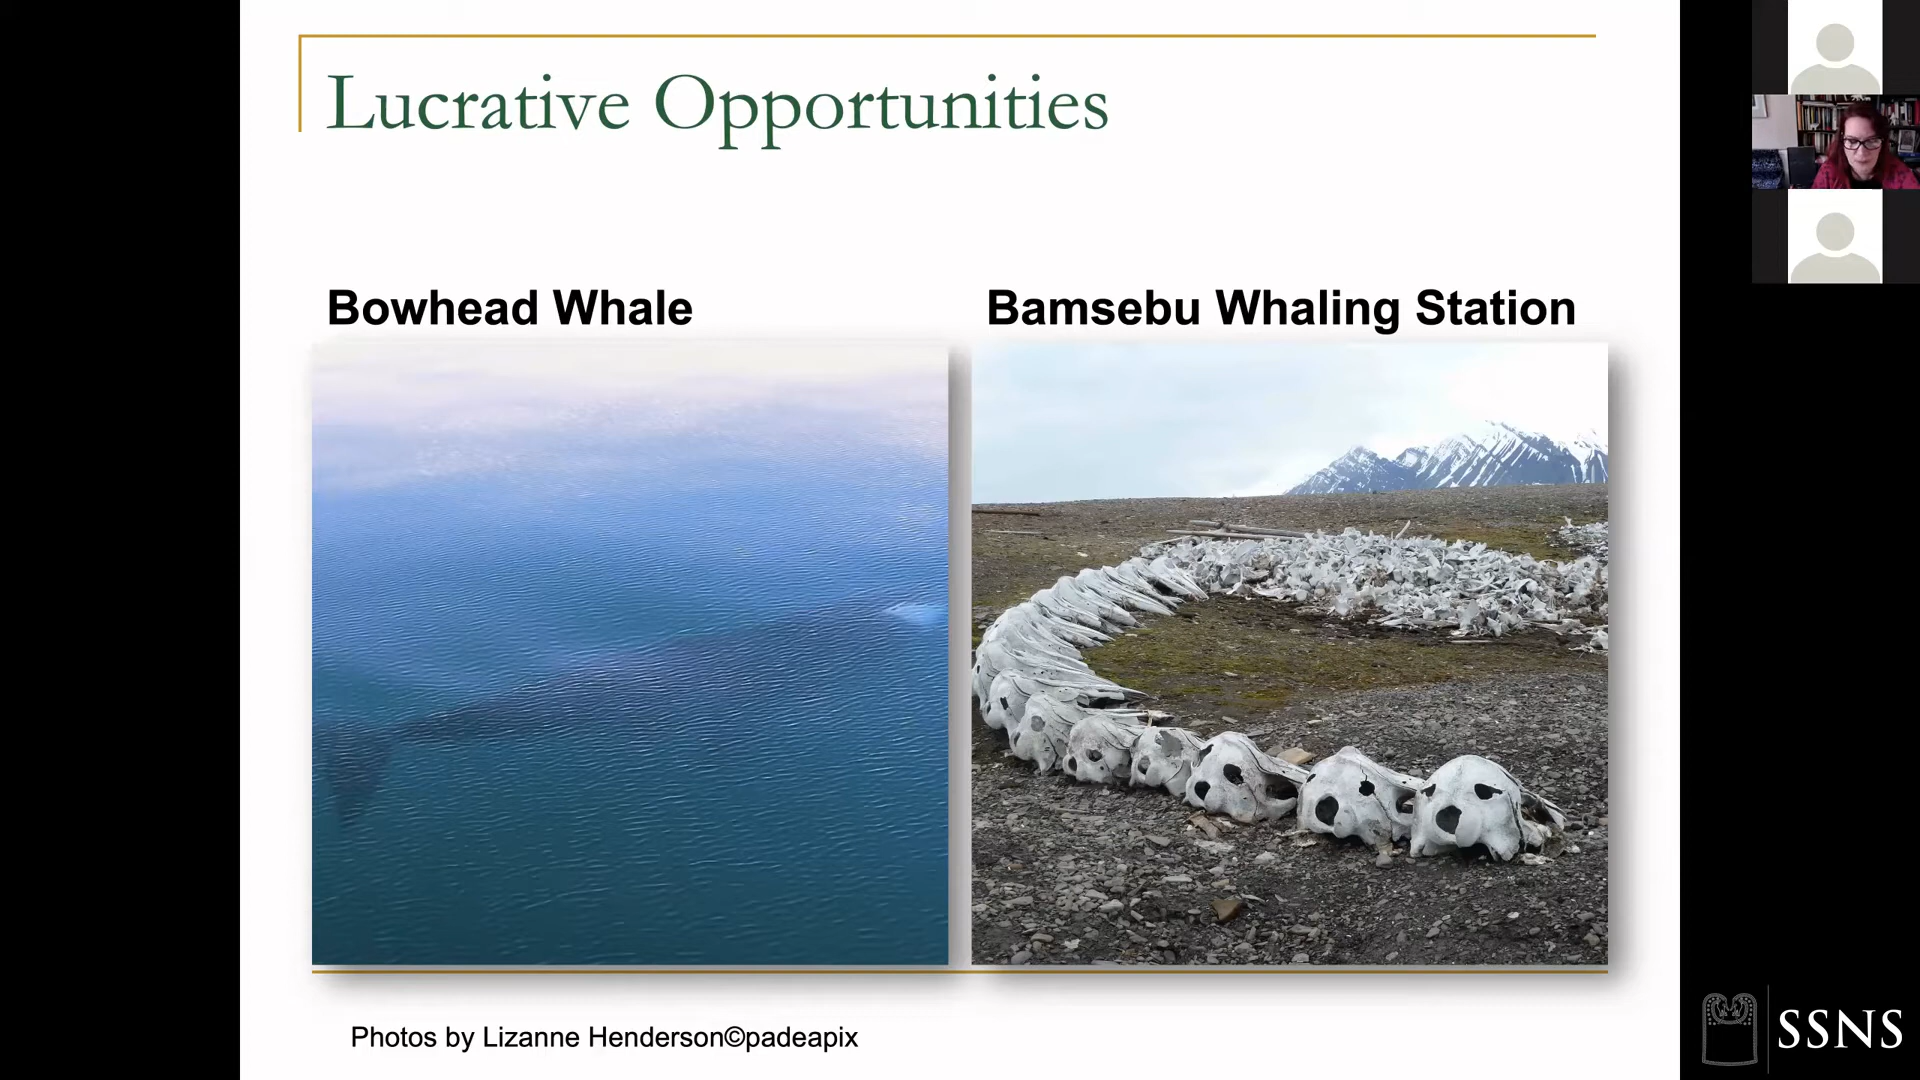 Lucrative Opportunities
Bowhead Whale
Bamsebu Whaling Station
Photos by Lizanne Henderson©padeapix
SSNS